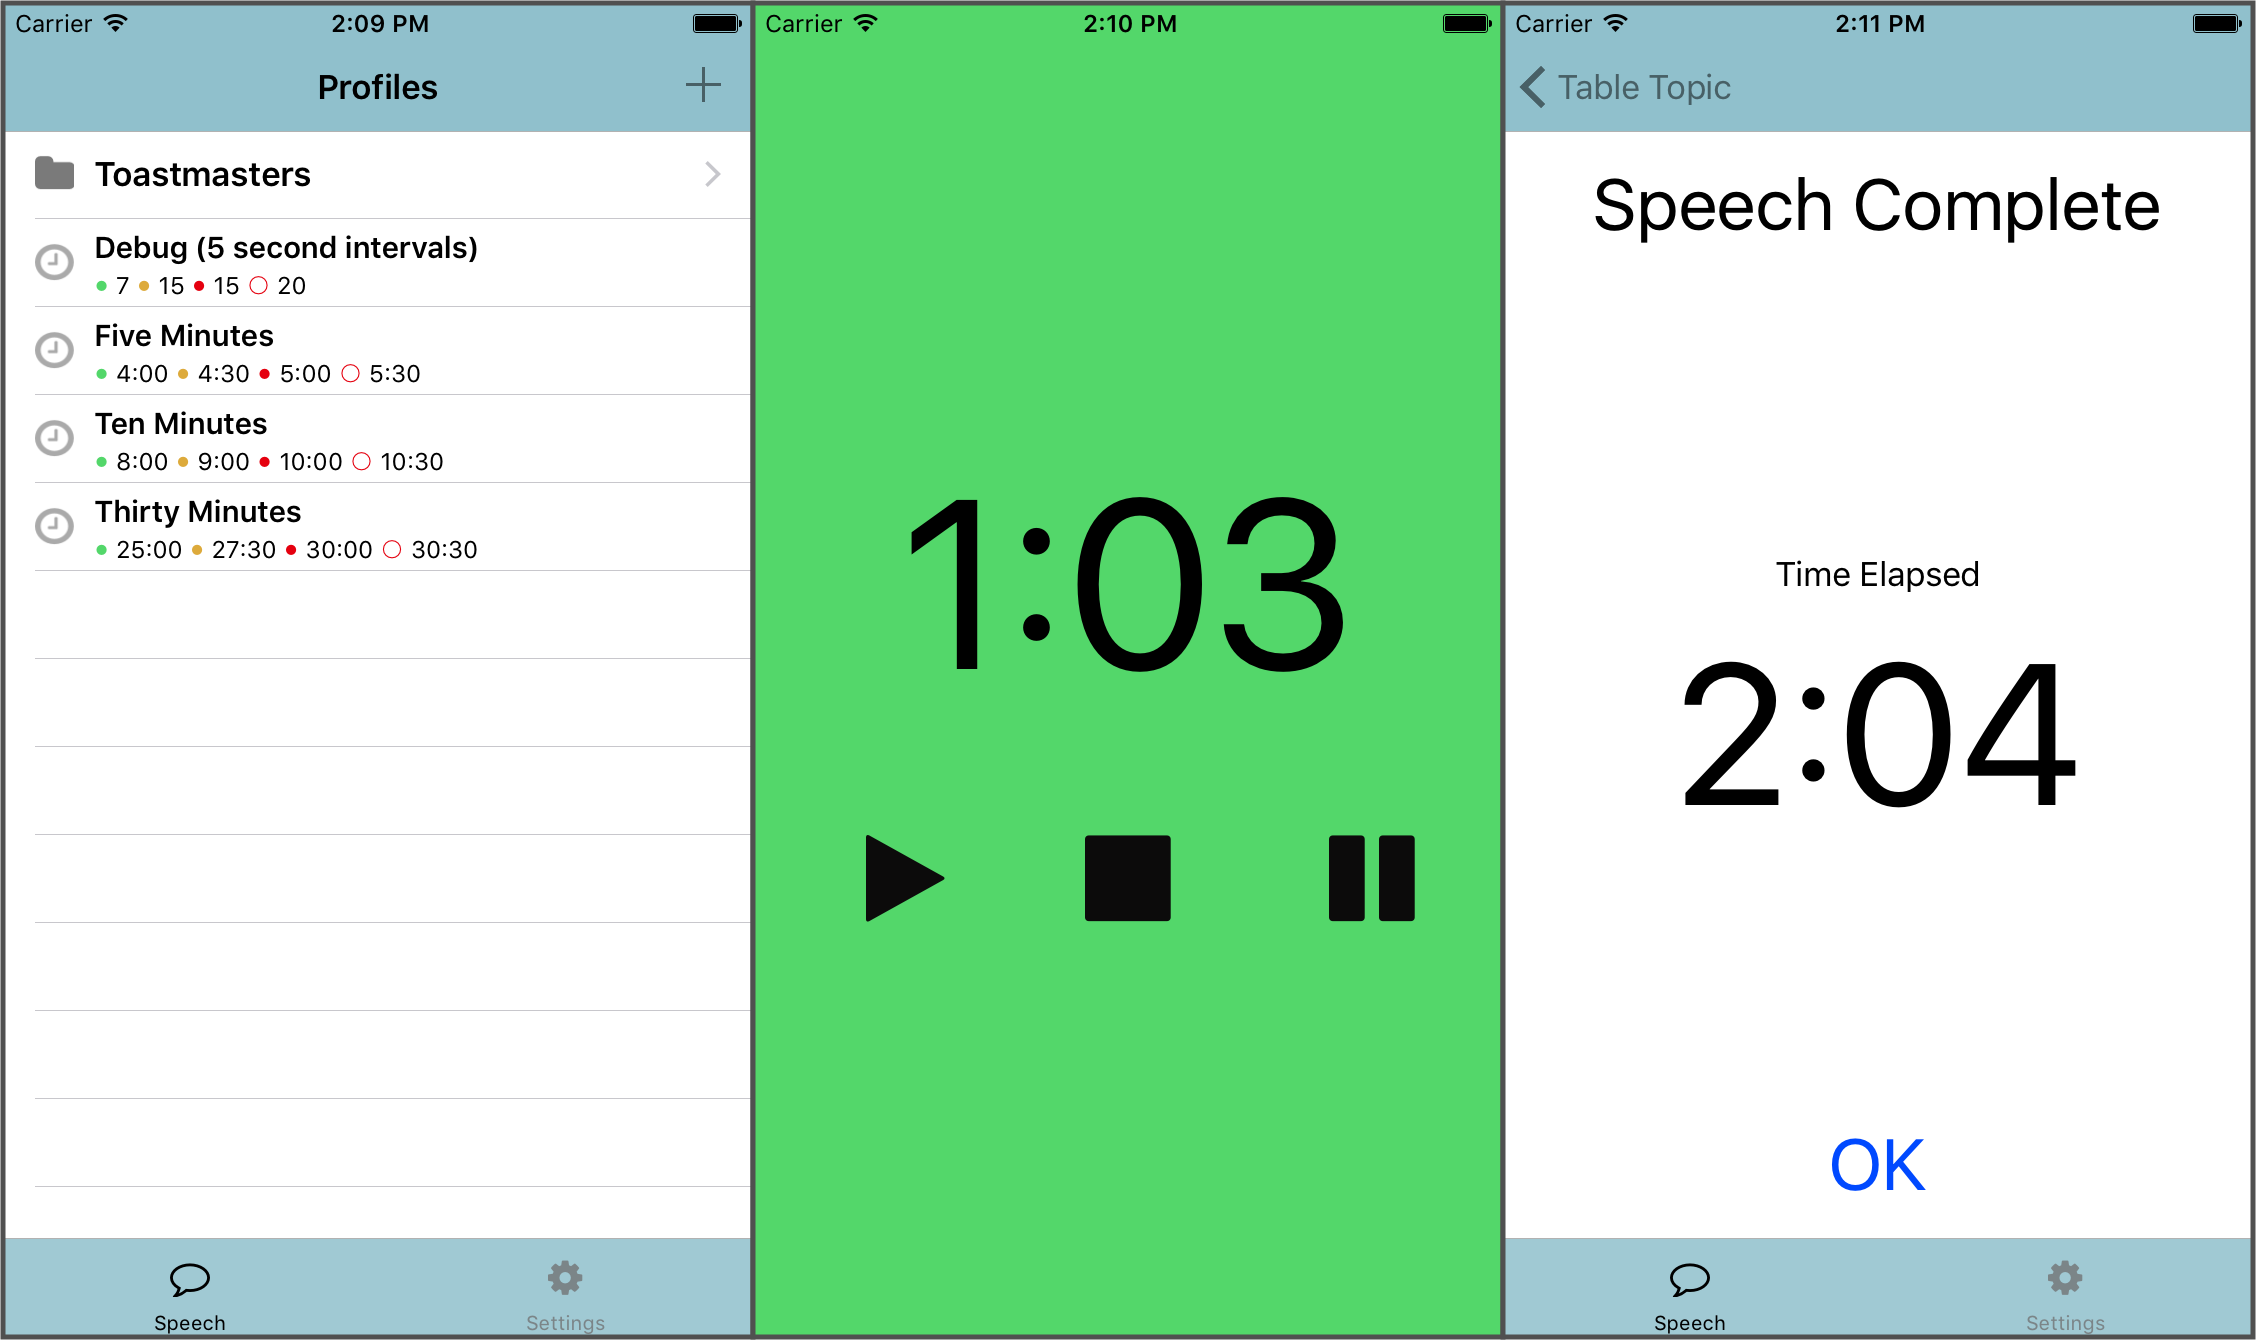 Carrier 2:09 PM
Profiles
Toastmasters
Debug (5 second intervals)
7 15 15 20
Five Minutes
4:00 4:30 5:00 5:30
Ten Minutes
8:00 9:00 10:00 10:30
Thirty Minutes
25:00 27:30 30:00 30:30
Speech Settings
Carrier 2:10 PM
1:03
Carrier 2:11 PM
Table Topic
Speech Complete
Time Elapsed
2:04
OK
Speech Settings